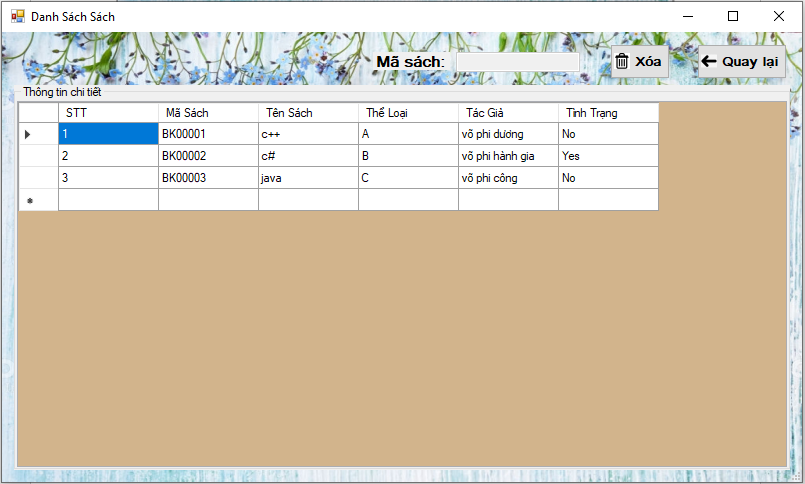 Danh Sách Sách
Mã sách: Xóa Quay lại
Thông tin chi tiết
STT Mã Sách Tên Sách Thể Loại Tác Giả Tình Trạng
1 BK00001 c++ A võ phi dương No
2 BK00002 c# B võ phi hành gia Yes
3 BK00003 java C võ phi công No